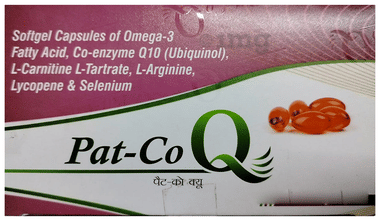 Softgel Capsules of Omega-3
Fatty Acid, Co-enzyme Q10 (Ubiquinol),
L-Carnitine L-Tartrate, L-Arginine,
Lycopene & Selenium
Pat-Co Q
पैट-को क्यू